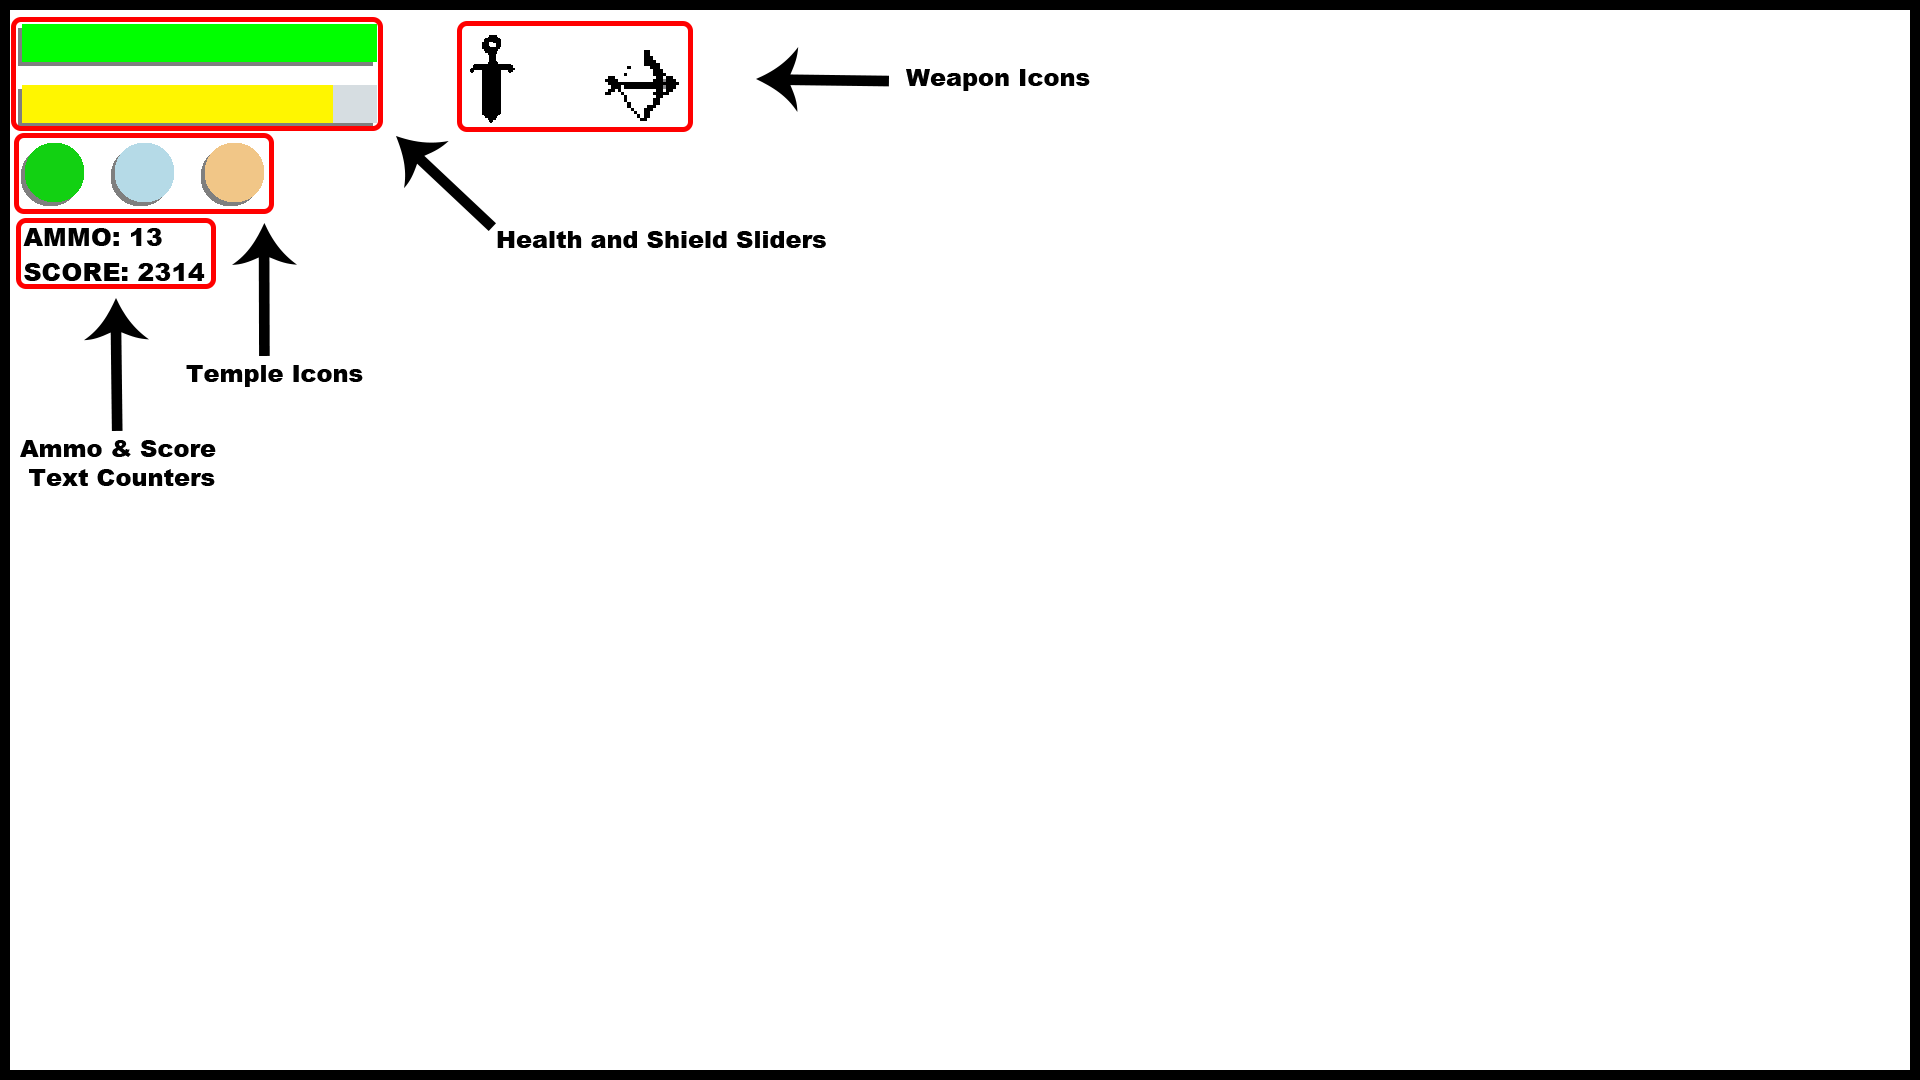 Weapon Icons
Health and Shield Sliders
AMMO: 13
SCORE: 2314
Temple Icons
Ammo & Score
Text Counters